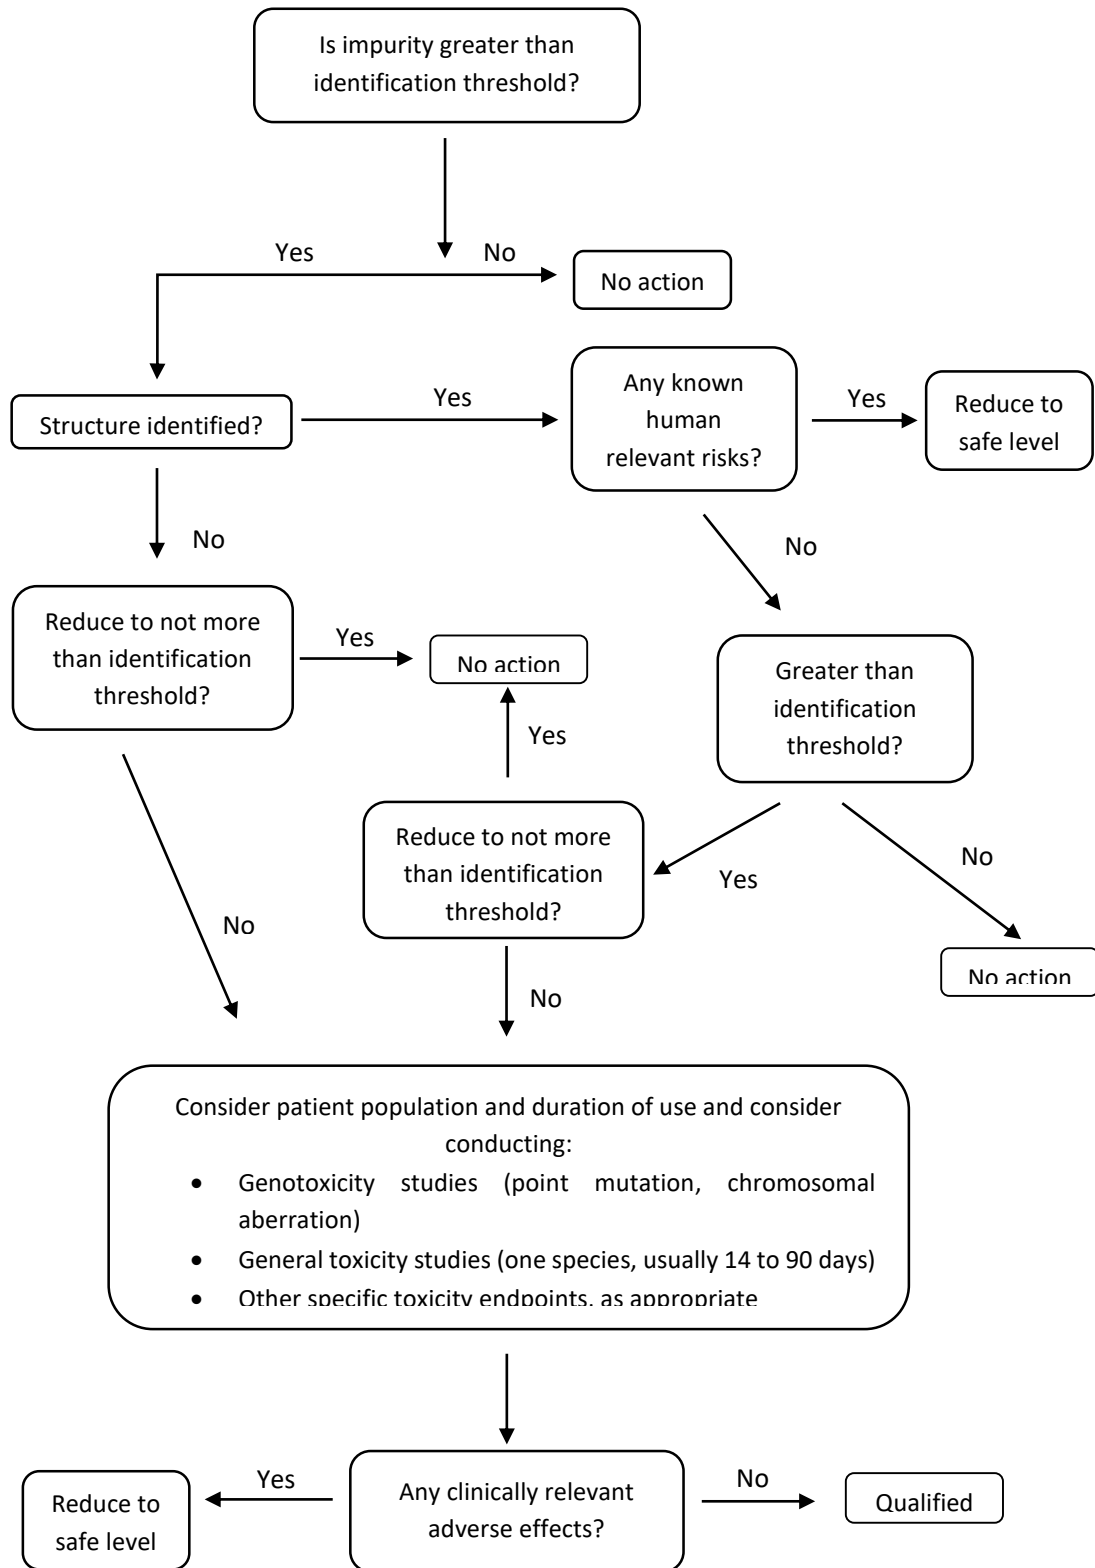 Is impurity greater than
identification threshold?
Yes
No
No action
Structure identified?
Yes
Any known
human
relevant risks?
Yes
Reduce to
safe level
No
No
Reduce to not more
than identification
threshold?
Yes
No action
Greater than
identification
threshold?
Yes
Reduce to not more
than identification
threshold?
Yes
No
No action
No
No
Consider patient population and duration of use and consider
conducting:
• Genotoxicity studies (point mutation, chromosomal
aberration)
• General toxicity studies (one species, usually 14 to 90 days)
• Other specific toxicity endpoints, as appropriate
Reduce to
safe level
Yes
Any clinically relevant
adverse effects?
No
Qualified